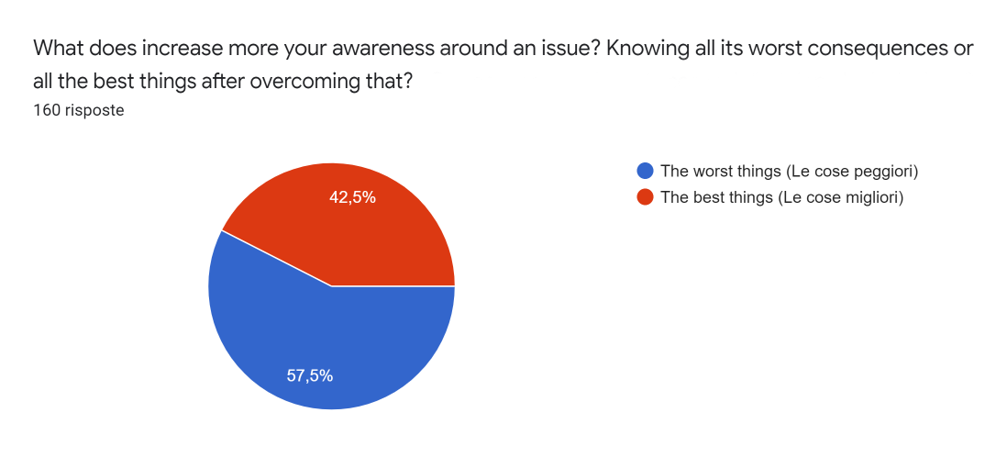 What does increase more your awareness around an issue? Knowing all its worst consequences or
all the best things after overcoming that?
160 risposte
The worst things (Le cose peggiori)
The best things (Le cose migliori)
42,5%
57,5%